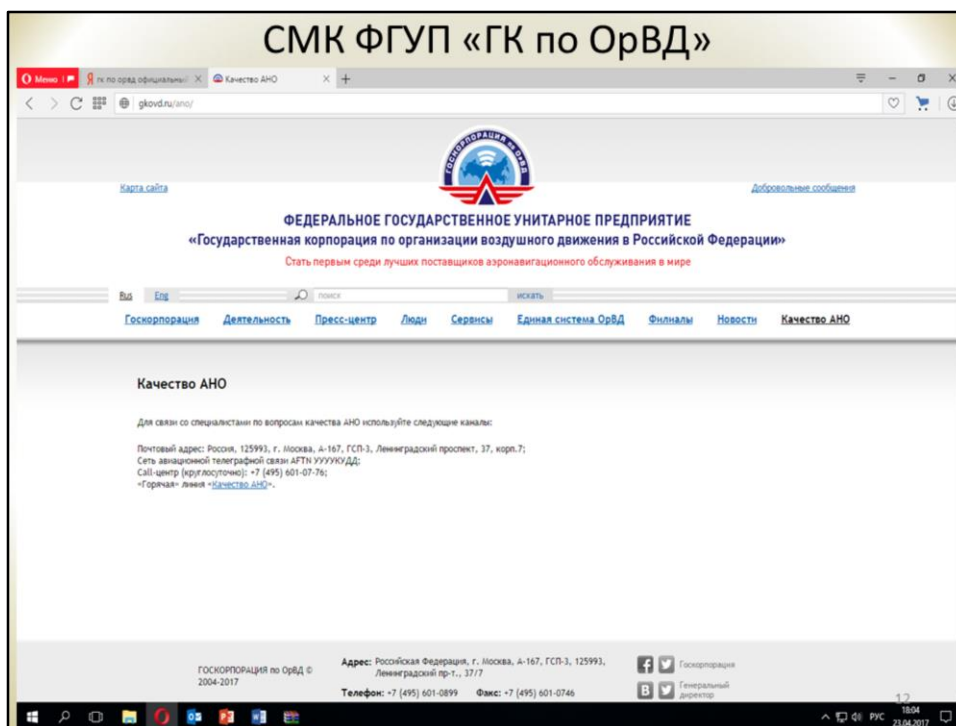 СМК ФГУП «ГК по ОрВД»
Меню
гк по орвд официальный
Качество АНО
gkovd.ru/ano/
ГОСКОРПОРАЦИЯ по ОрВД
Карта сайта
Добровольные сообщения
ФЕДЕРАЛЬНОЕ ГОСУДАРСТВЕННОЕ УНИТАРНОЕ ПРЕДПРИЯТИЕ
«Государственная корпорация по организации воздушного движения в Российской Федерации»
Стать первым среди лучших поставщиков аэронавигационного обслуживания в мире
Rus Eng поиск искать
Госкорпорация Деятельность Пресс-центр Люди Сервисы Единая система ОрВД Филиалы Новости Качество АНО
Качество АНО
Для связи со специалистами по вопросам качества АНО используйте следующие каналы:
Почтовый адрес: Россия, 125993, г. Москва, А-167, ГСП-3, Ленинградский проспект, 37, корп.7;
Сеть авиационной телеграфной связи AFTN УУУУКУДД;
Call-центр (круглосуточно): +7 (495) 601-07-76;
«Горячая» линия «Качество АНО».
ГОСКОРПОРАЦИЯ по ОрВД ©
2004-2017
Адрес: Российская Федерация, г. Москва, А-167, ГСП-3, 125993,
Ленинградский пр-т., 37/7
Телефон: +7 (495) 601-0899 Факс: +7 (495) 601-0746
Госкорпорация
Генеральный
директор
12
РУС
18:04
23.04.2017